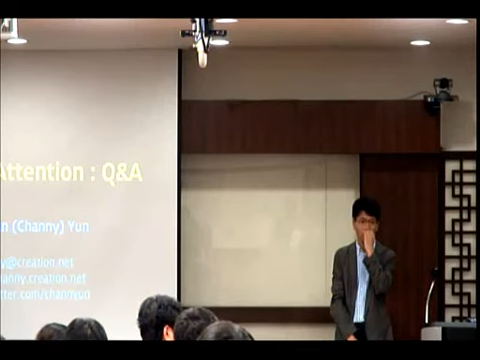 Attention : Q&A
n (Channy) Yun
y@creation.net
hanny.creation.net
tter.com/channyun